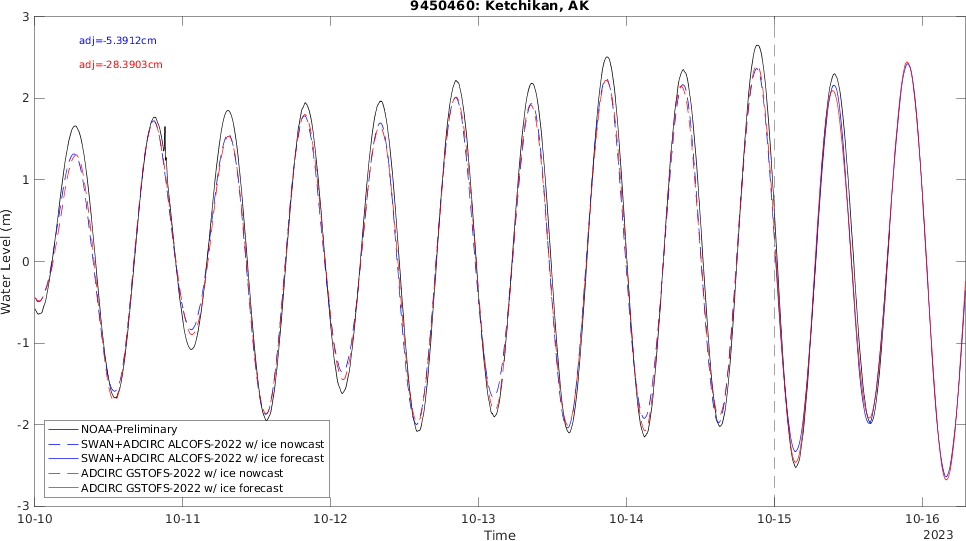 9450460: Ketchikan, AK
adj=-5.3912cm
adj=-28.3903cm
Water Level (m)
3
2
1
0
-1
-2
-3
NOAA-Preliminary
SWAN+ADCIRC ALCOFS-2022 w/ ice nowcast
SWAN+ADCIRC ALCOFS-2022 w/ ice forecast
ADCIRC GSTOFS-2022 w/ ice nowcast
ADCIRC GSTOFS-2022 w/ ice forecast
10-10 10-11 10-12 10-13 10-14 10-15 10-16
Time
2023